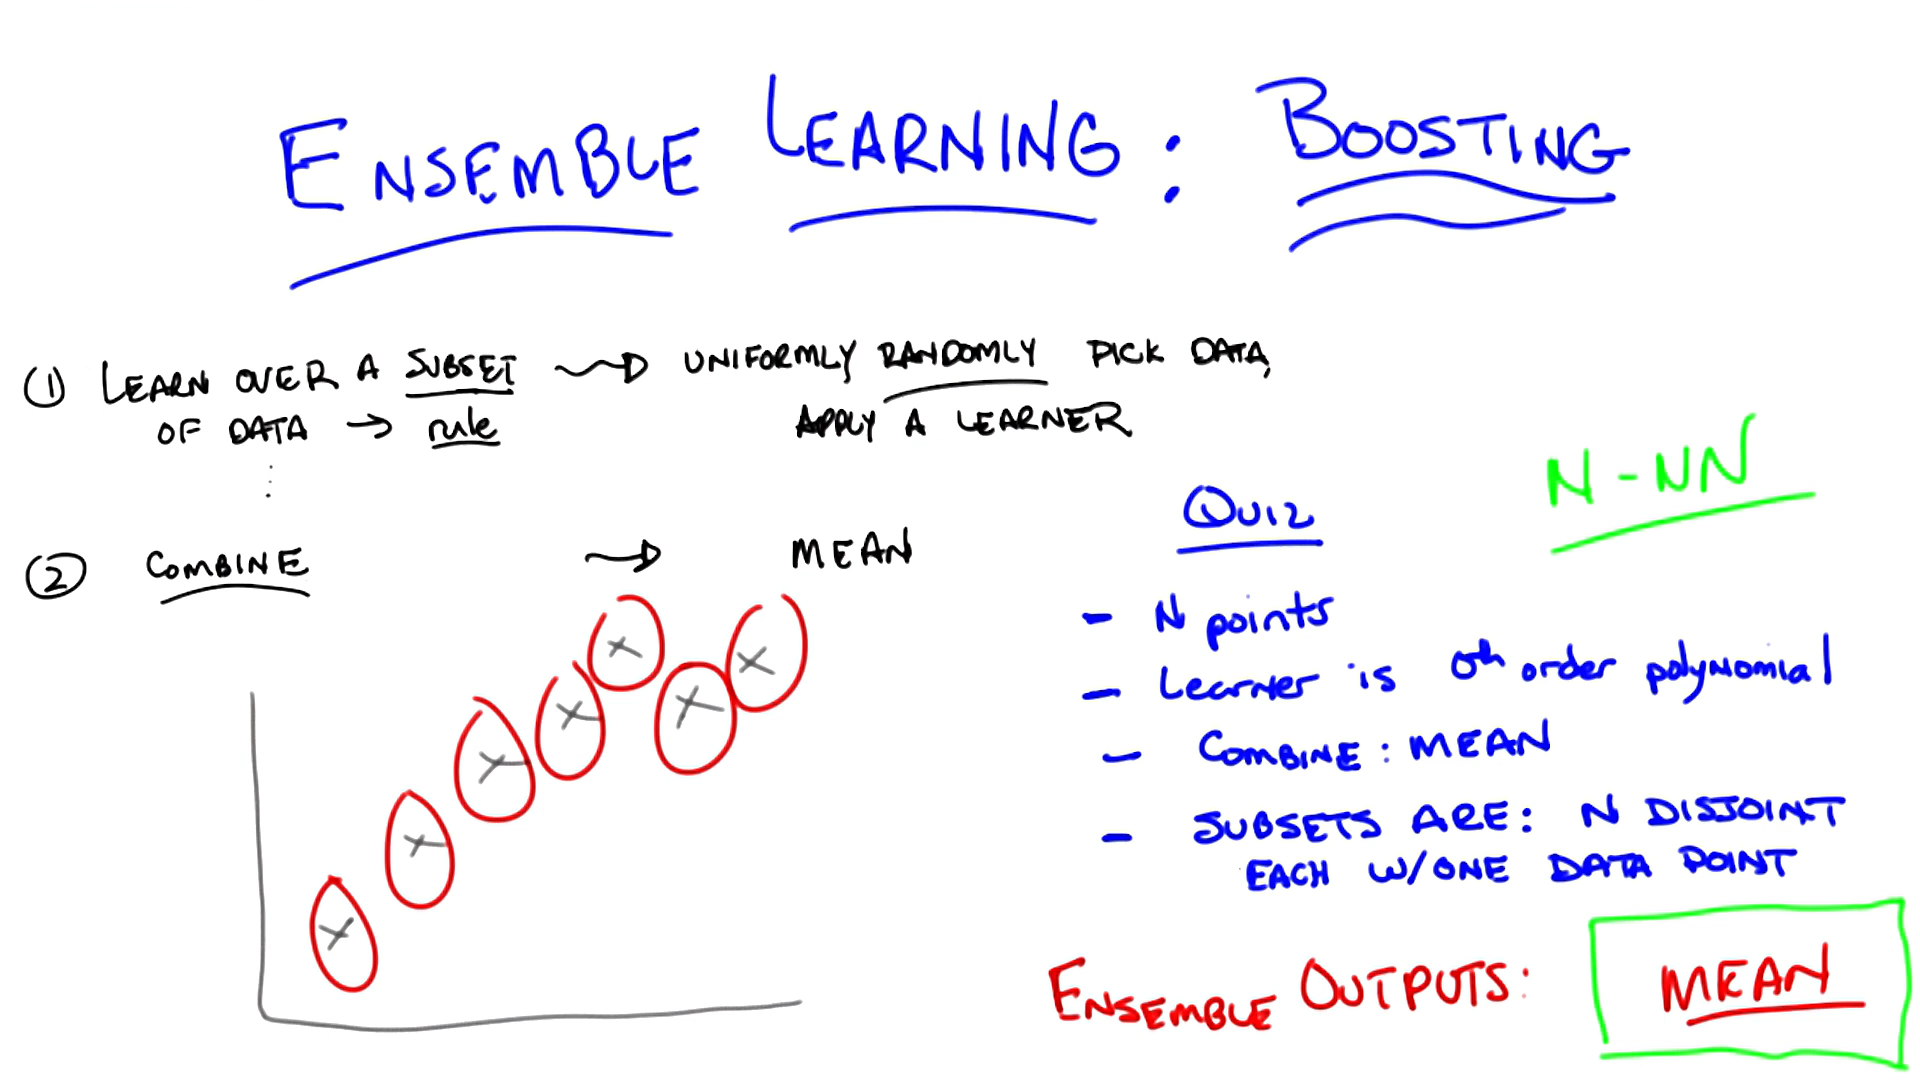 ENSEMBLE LEARNING: BOOSTING
① LEARN OVER A SUBSET → UNIFORMLY RANDOMLY PICK DATA,
OF DATA → rule
APPLY A LEARNER
② COMBINE → MEAN
N-NN
QUIZ
- N points
- Learner is 0th order polynomial
- COMBINE: MEAN
- SUBSETS ARE: N DISJOINT
EACH W/ONE DATA POINT
ENSEMBLE OUTPUTS: MEAN